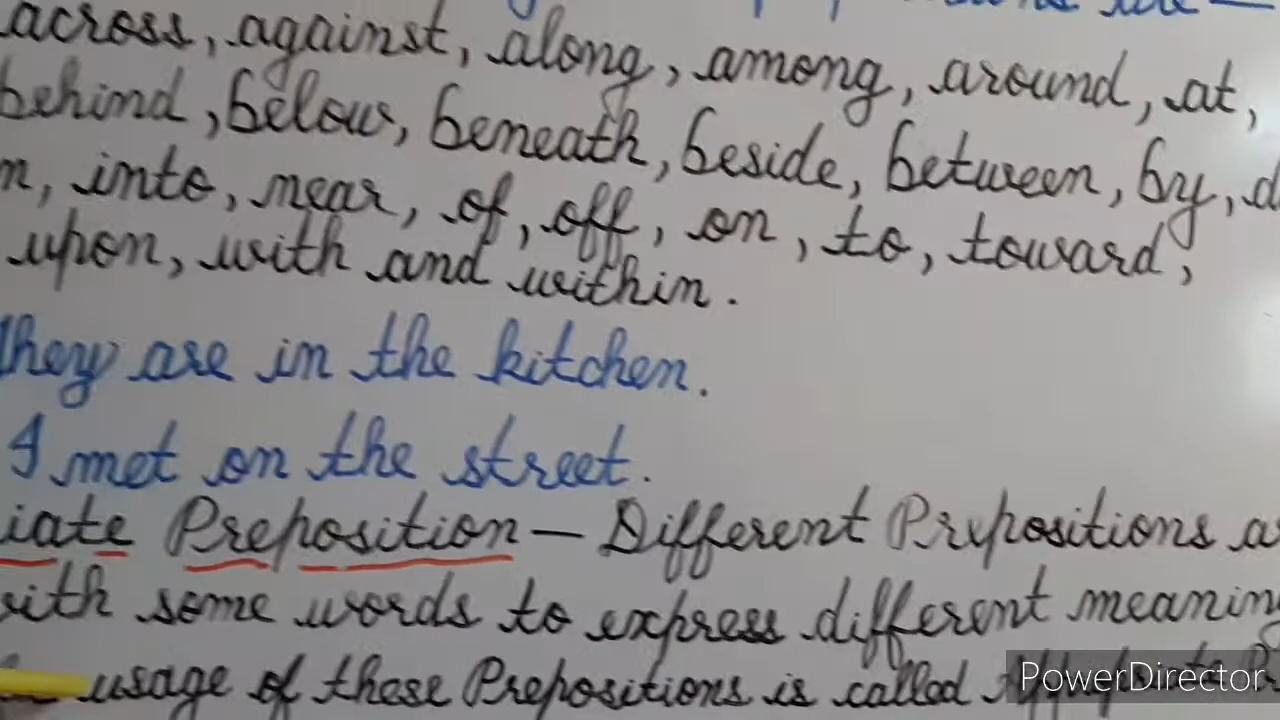 across, against, along, among, around, at,
behind, below, beneath, beside, between, by, d
n, into, near, of, off, on, to, toward,
upon, with and within.
they are in the kitchen.
I met on the street.
iate Preposition — Different Prepositions a
with some words to express different meaning
usage of these Prepositions is called
PowerDirector